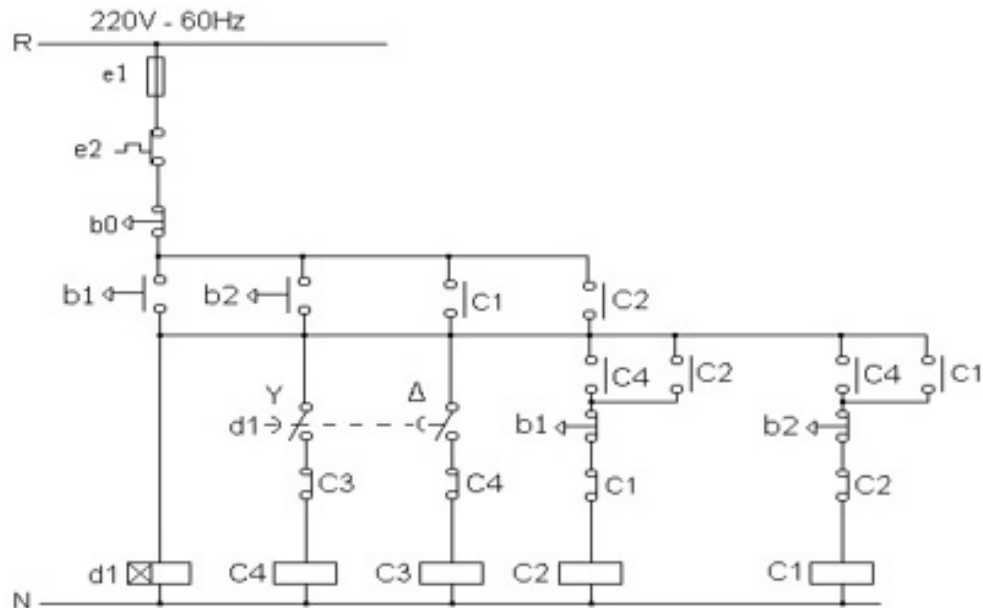 220V - 60Hz
R
e1
e2
b0
b1 b2 C1 C2
C4 C2 C4 C1
Y Δ
d1 b1 b2
C3 C4 C1 C2
d1 C4 C3 C2 C1
N